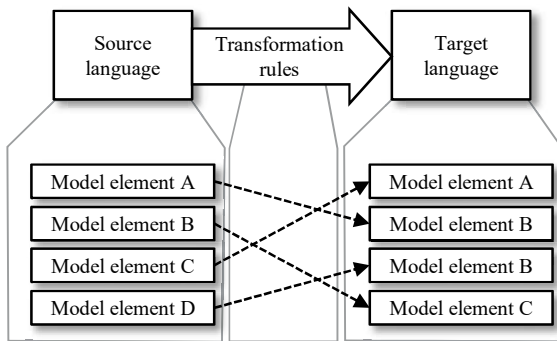 Source
language
Transformation
rules
Target
language
Model element A
Model element B
Model element C
Model element D
Model element A
Model element B
Model element B
Model element C